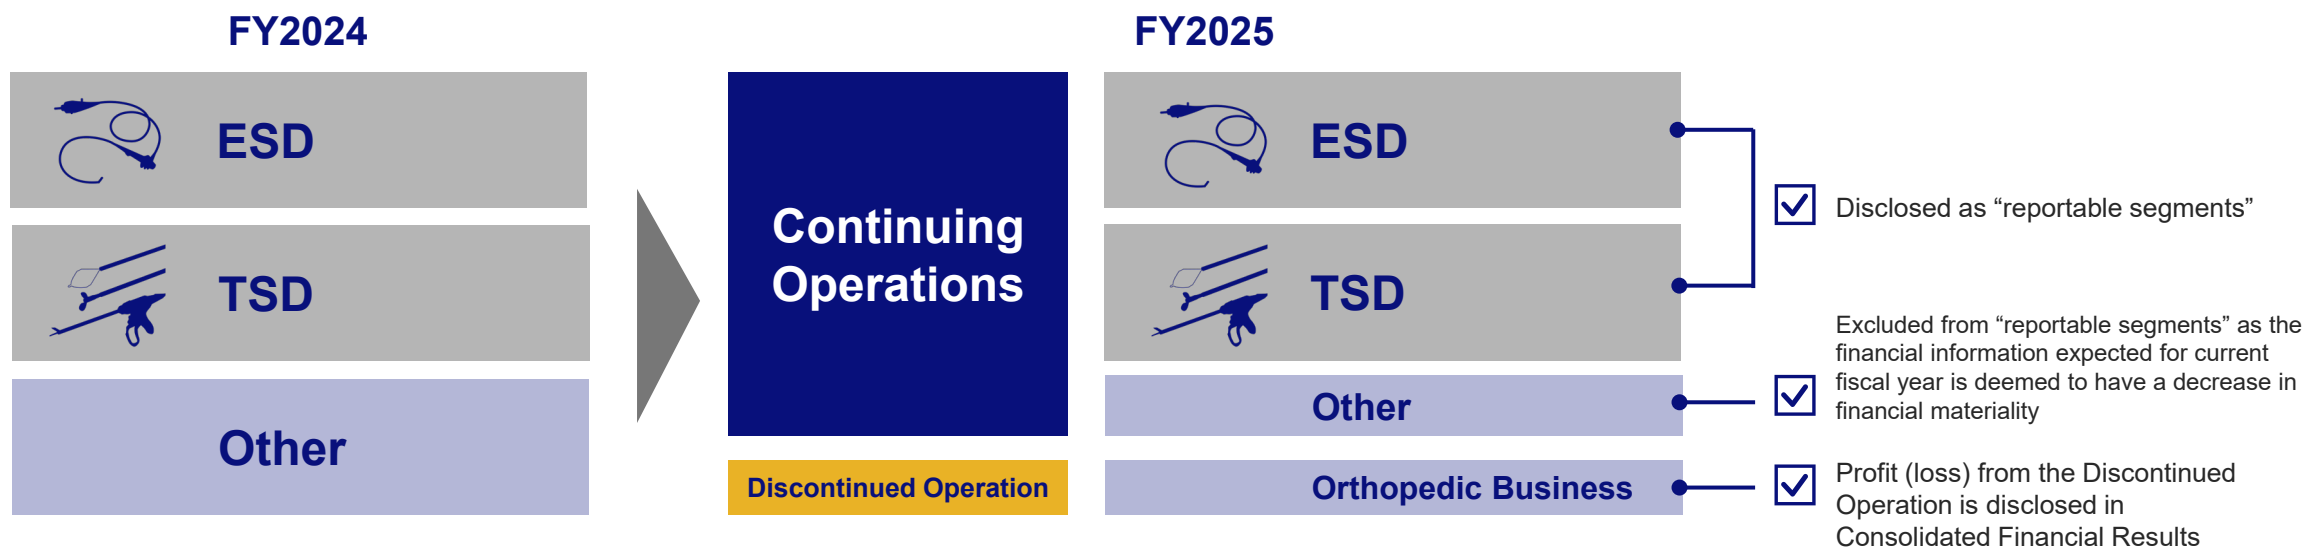 FY2024
FY2025
ESD
TSD
Other
Continuing
Operations
Discontinued Operation
ESD
TSD
Other
Orthopedic Business
Disclosed as “reportable segments”
Excluded from “reportable segments” as the
financial information expected for current
fiscal year is deemed to have a decrease in
financial materiality
Profit (loss) from the Discontinued
Operation is disclosed in
Consolidated Financial Results